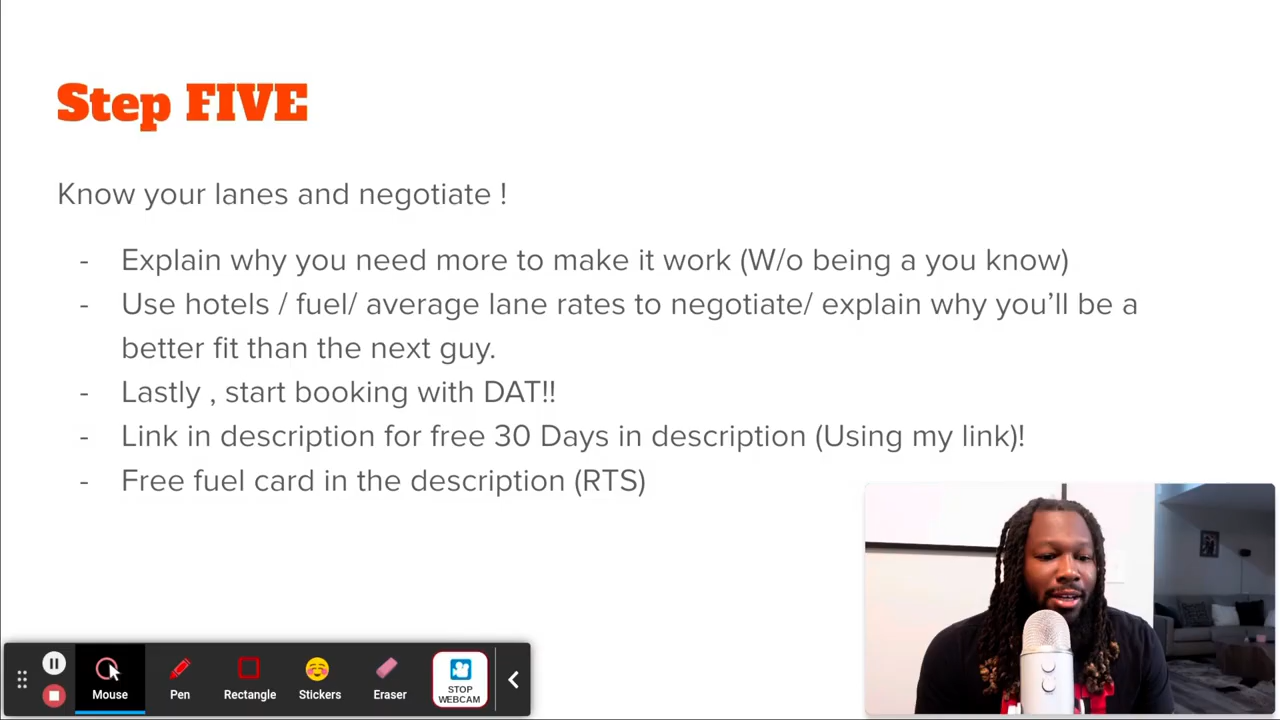 Step FIVE
Know your lanes and negotiate !
- Explain why you need more to make it work (W/o being a you know)
- Use hotels / fuel/ average lane rates to negotiate/ explain why you’ll be a
better fit than the next guy.
- Lastly , start booking with DAT!!
- Link in description for free 30 Days in description (Using my link)!
- Free fuel card in the description (RTS)
Mouse
Pen
Rectangle
Stickers
Eraser
STOP
WEBCAM